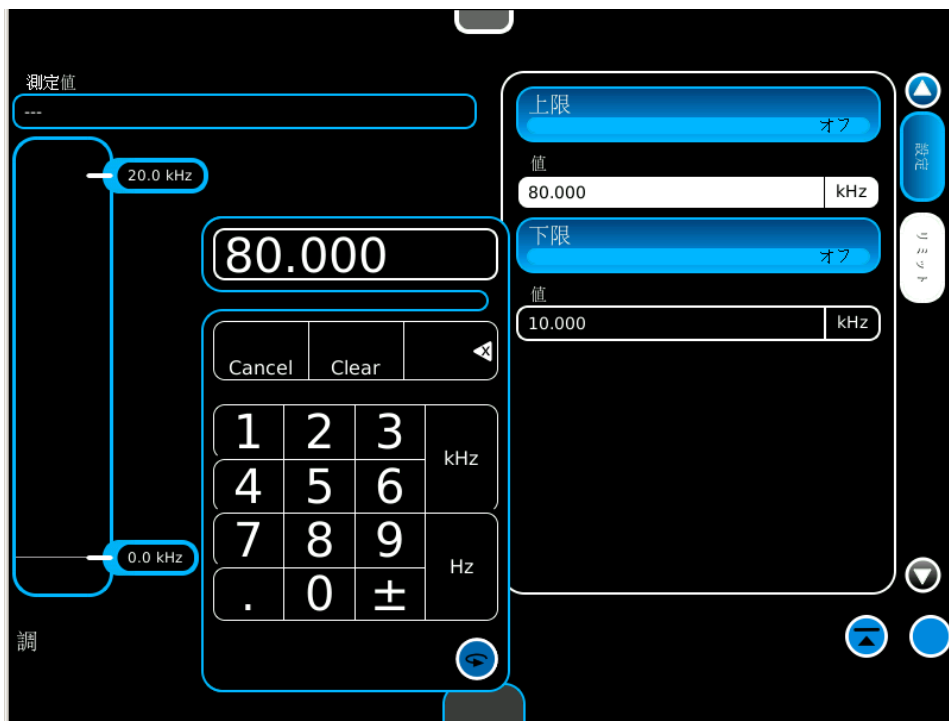 測定値
---
20.0 kHz
0.0 kHz
調
80.000
Cancel
Clear
x
1 2 3
kHz
4 5 6
7 8 9
Hz
. 0 ±
上限
オフ
値
80.000 kHz
下限
オフ
値
10.000 kHz
設定
リミット